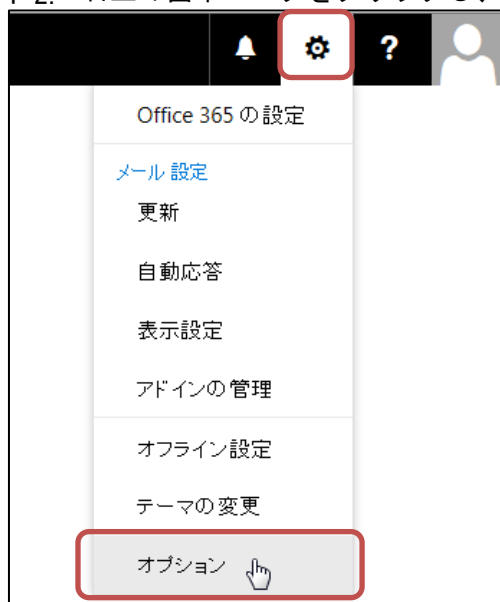 ?
Office 365 の設定
メール 設定
更新
自動応答
表示設定
アドインの管理
オフライン設定
テーマの変更
オプション